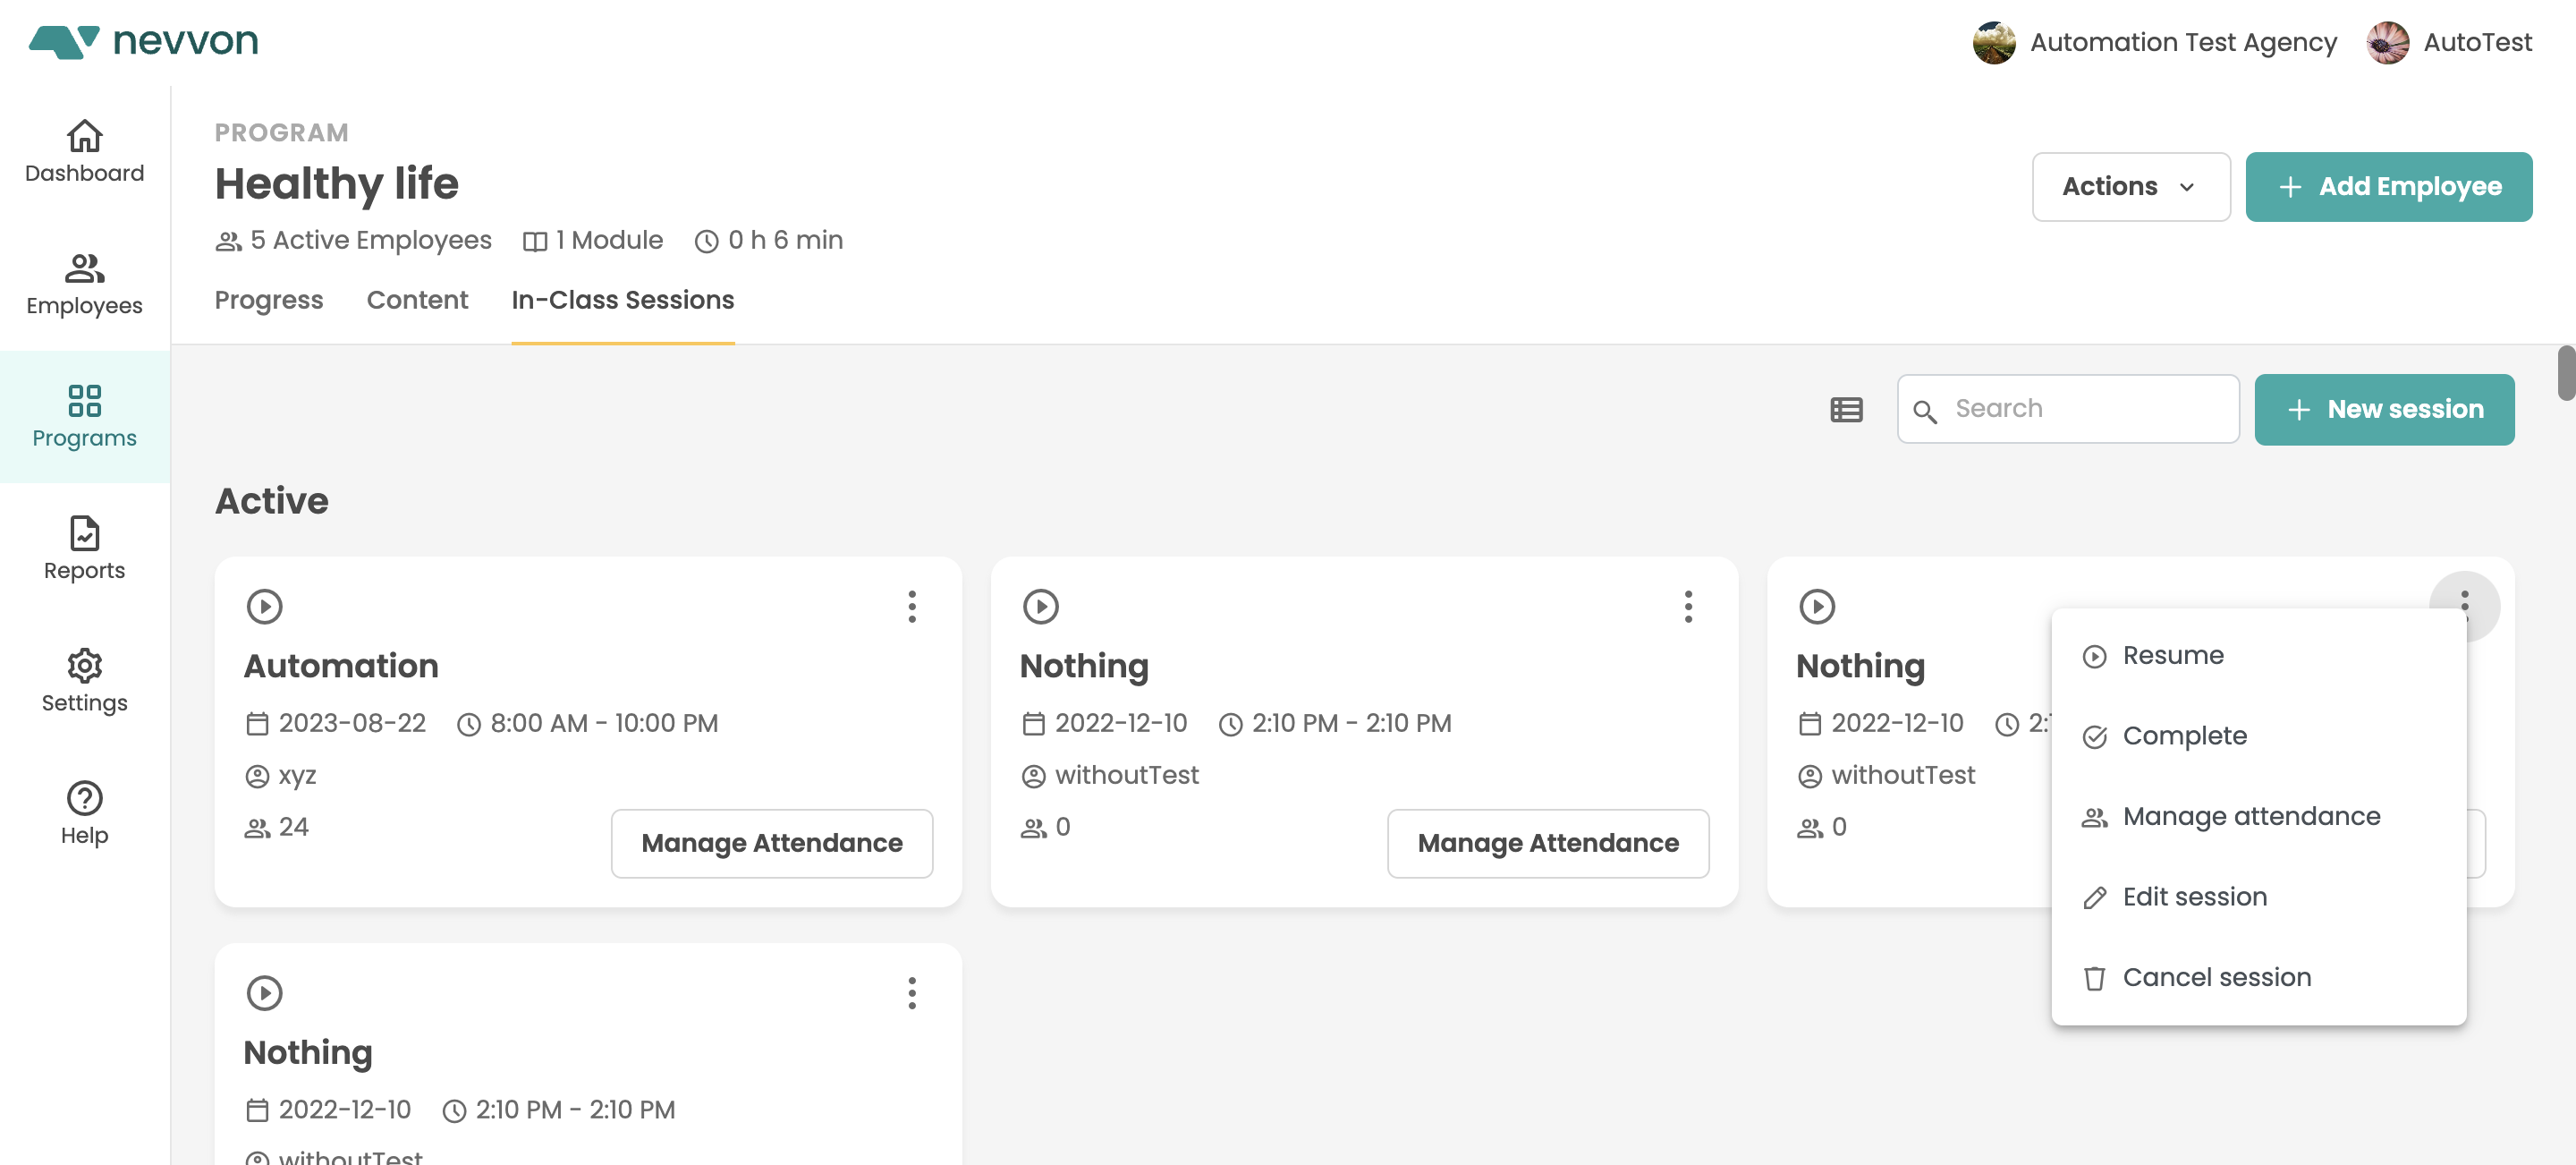 nevvon
Automation Test Agency
AutoTest
Dashboard
Employees
Programs
Reports
Settings
Help
PROGRAM
Healthy life
5 Active Employees 1 Module 0 h 6 min
Actions
Add Employee
Progress Content In-Class Sessions
Search
New session
Active
Automation
2023-08-22 8:00 AM - 10:00 PM
xyz
24
Manage Attendance
Nothing
2022-12-10 2:10 PM - 2:10 PM
withoutTest
0
Manage Attendance
Nothing
2022-12-10
withoutTest
0
Resume
Complete
Manage attendance
Edit session
Cancel session
Nothing
2022-12-10 2:10 PM - 2:10 PM
withoutTest